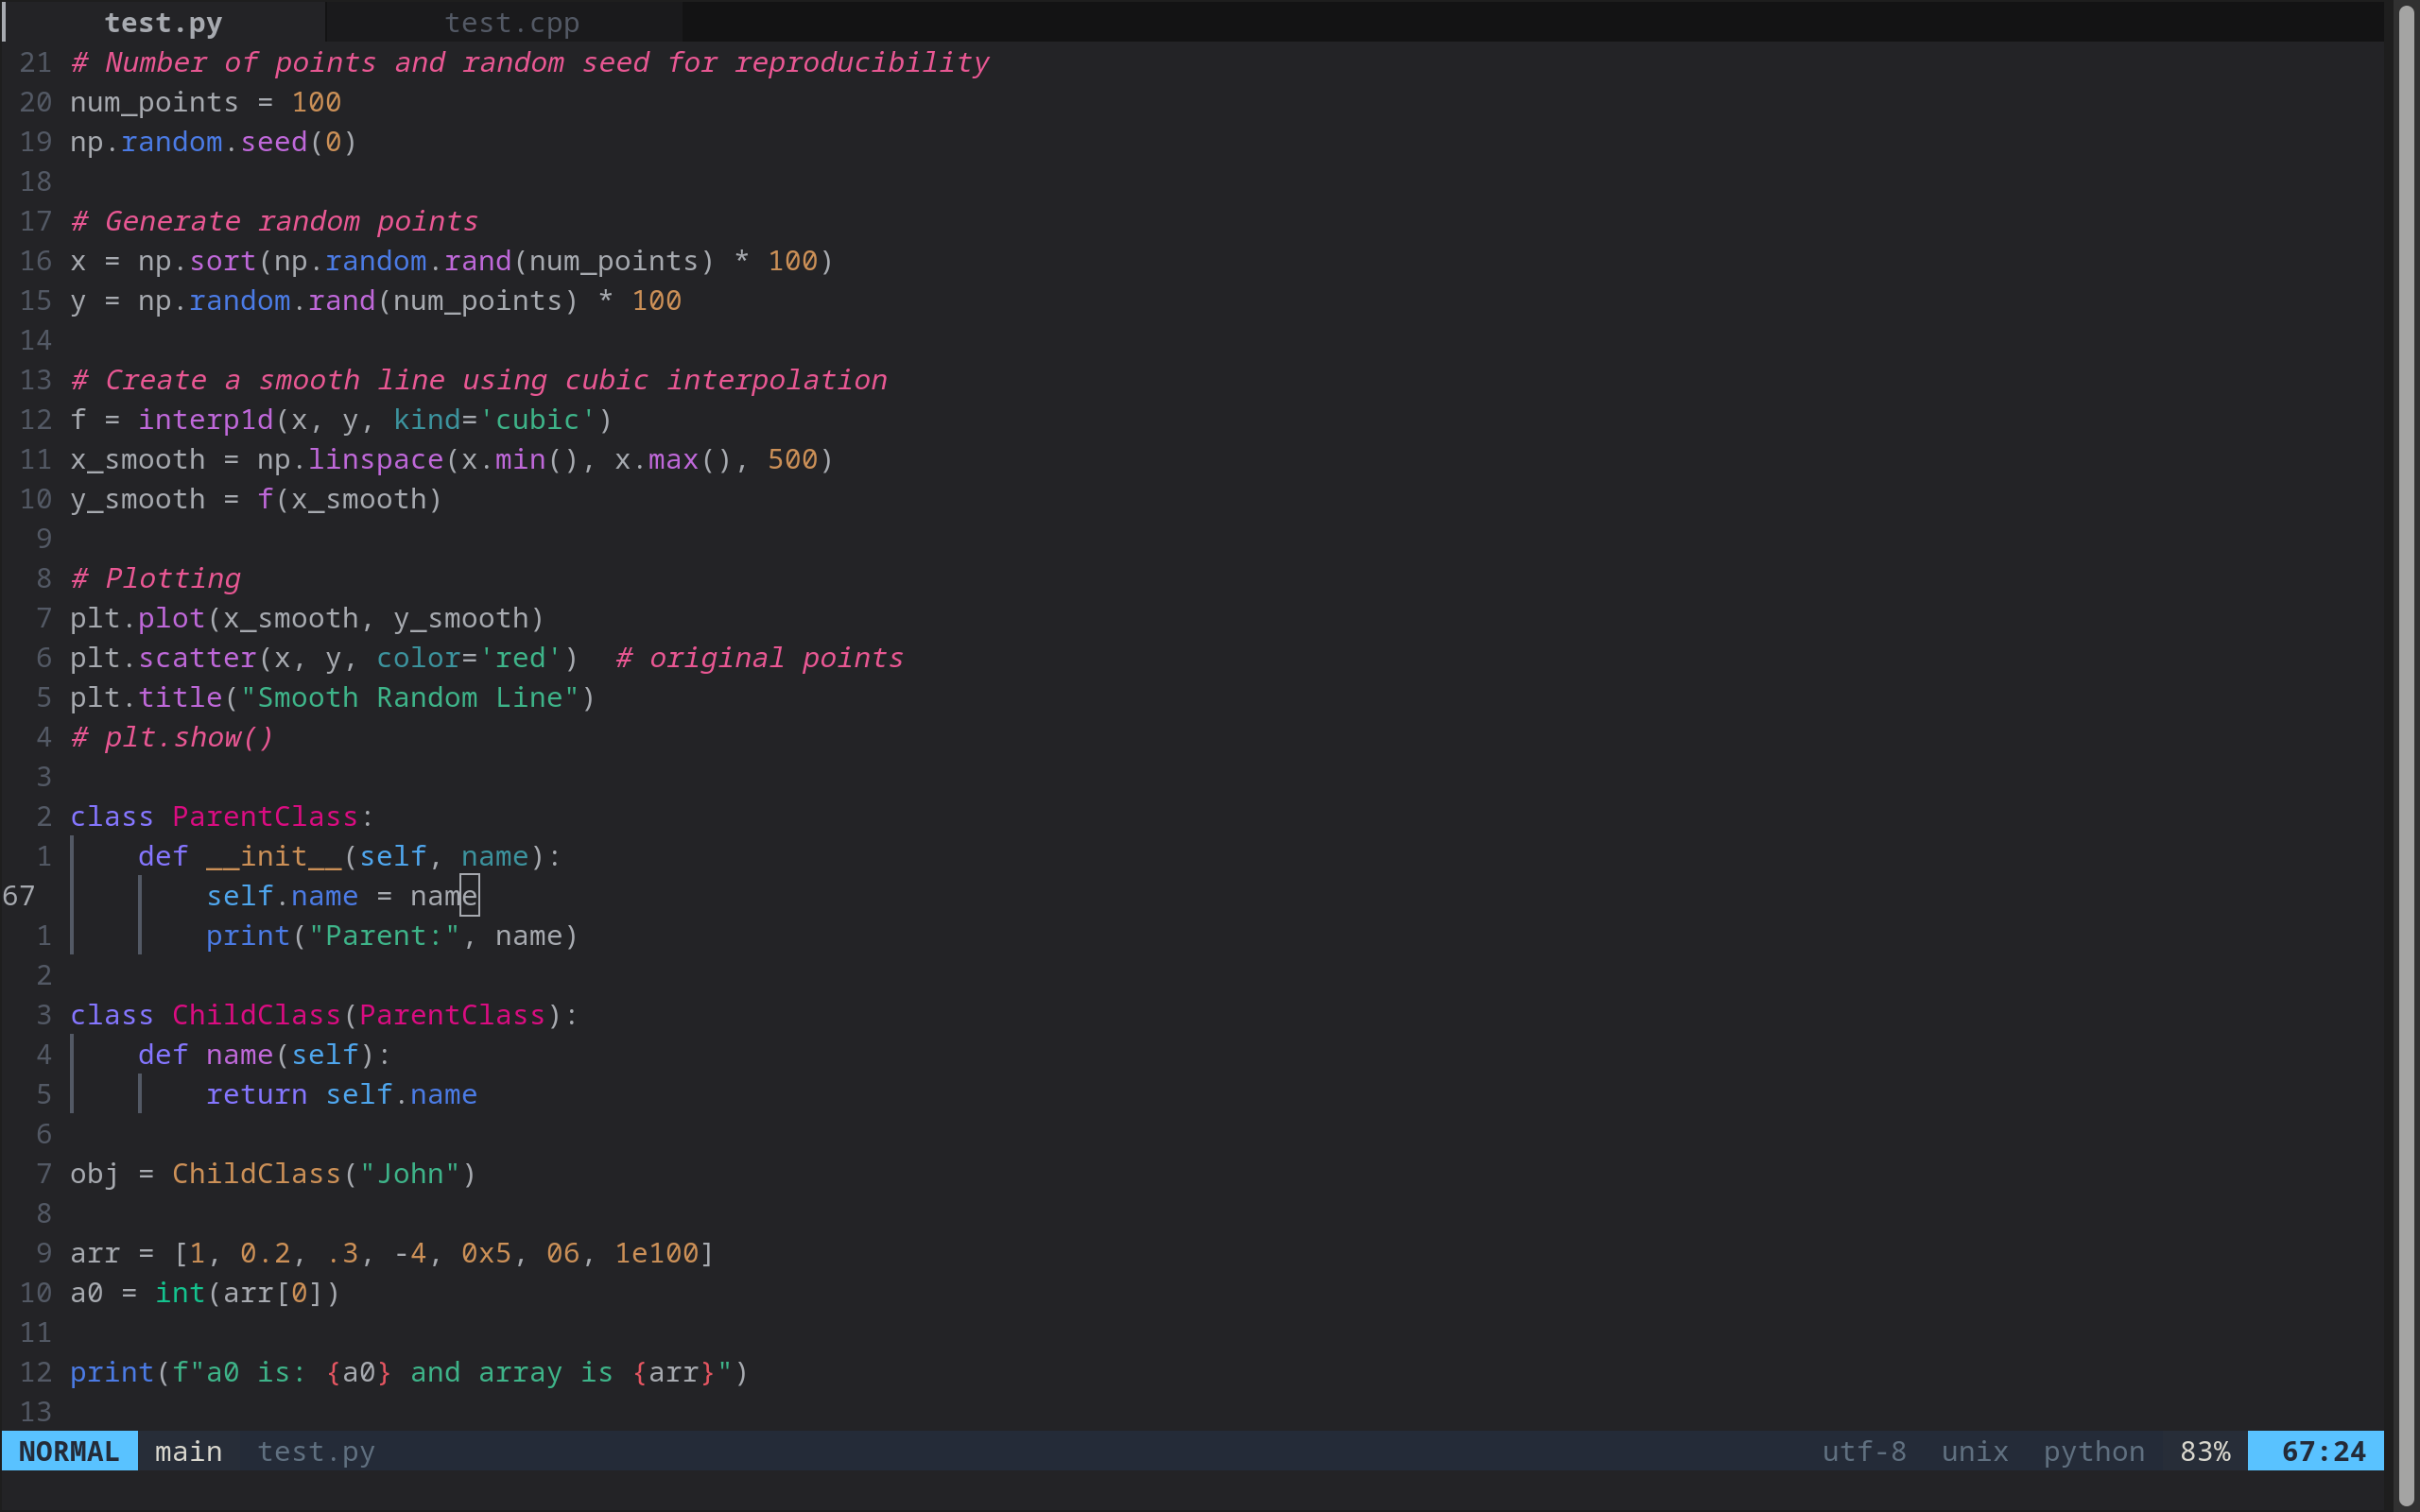 test.py test.cpp
21 # Number of points and random seed for reproducibility
20 num_points = 100
19 np.random.seed(0)
18
17 # Generate random points
16 x = np.sort(np.random.rand(num_points) * 100)
15 y = np.random.rand(num_points) * 100
14
13 # Create a smooth line using cubic interpolation
12 f = interp1d(x, y, kind='cubic')
11 x_smooth = np.linspace(x.min(), x.max(), 500)
10 y_smooth = f(x_smooth)
9
8 # Plotting
7 plt.plot(x_smooth, y_smooth)
6 plt.scatter(x, y, color='red')  # original points
5 plt.title("Smooth Random Line")
4 # plt.show()
3
2 class ParentClass:
1     def __init__(self, name):
67         self.name = name
1         print("Parent:", name)
2
3 class ChildClass(ParentClass):
4     def name(self):
5         return self.name
6
7 obj = ChildClass("John")
8
9 arr = [1, 0.2, .3, -4, 0x5, 06, 1e100]
10 a0 = int(arr[0])
11
12 print(f"a0 is: {a0} and array is {arr}")
13
NORMAL main test.py utf-8 unix python 83% 67:24